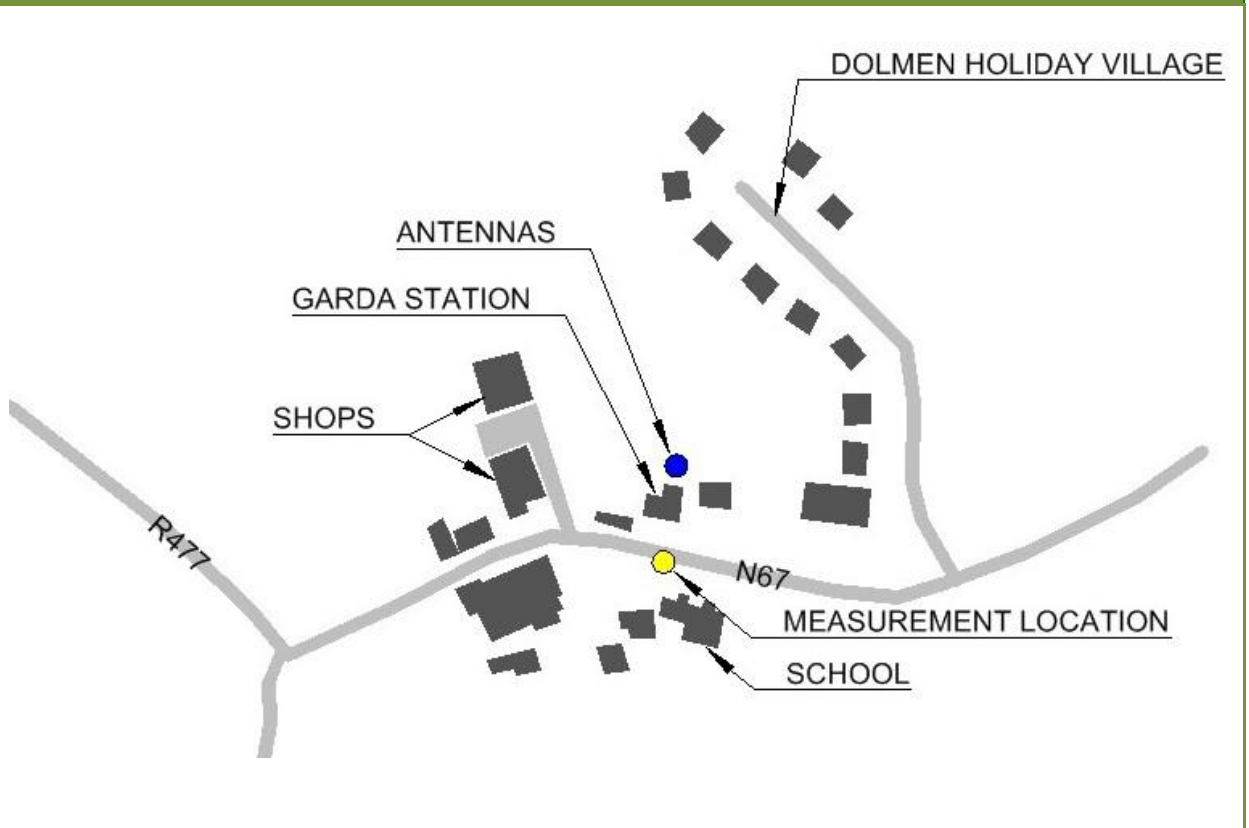 DOLMEN HOLIDAY VILLAGE
ANTENNAS
GARDA STATION
SHOPS
R477
N67
MEASUREMENT LOCATION
SCHOOL